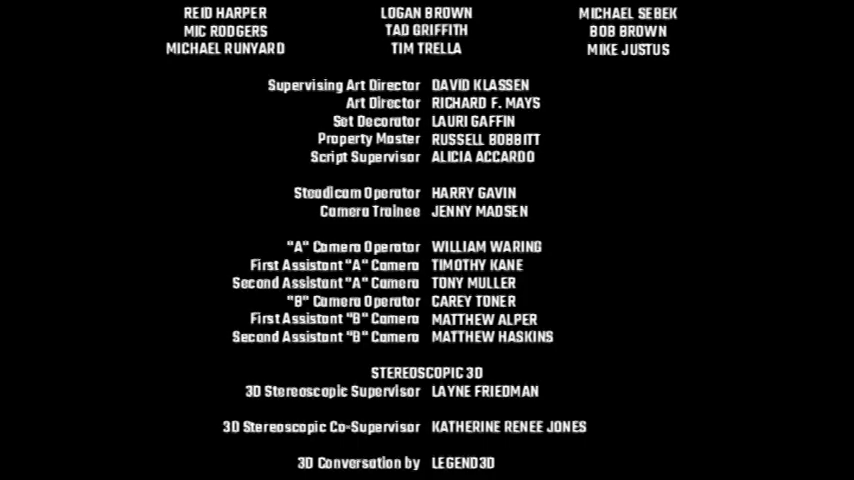 REID HARPER LOGAN BROWN MICHAEL SEBEK
MIC RODGERS TAD GRIFFITH BOB BROWN
MICHAEL RUNYARD TIM TRELLA MIKE JUSTUS
Supervising Art Director DAVID KLASSEN
Art Director RICHARD F. MAYS
Set Decorator LAURI GAFFIN
Property Master RUSSELL BOBBITT
Script Supervisor ALICIA ACCARDO
Steadicam Operator HARRY GAVIN
Camera Trainee JENNY MADSEN
"A" Camera Operator WILLIAM WARING
First Assistant "A" Camera TIMOTHY KANE
Second Assistant "A" Camera TONY MULLER
"B" Camera Operator CAREY TONER
First Assistant "B" Camera MATTHEW ALPER
Second Assistant "B" Camera MATTHEW HASKINS
STEREOSCOPIC 3D
3D Stereoscopic Supervisor LAYNE FRIEDMAN
3D Stereoscopic Co-Supervisor KATHERINE RENEE JONES
3D Conversation by LEGEND3D